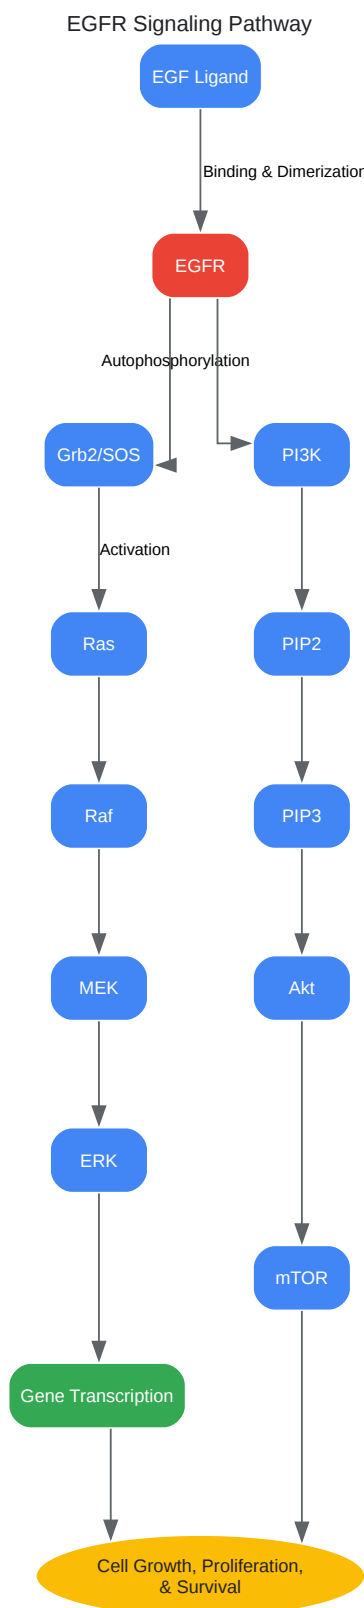 EGFR Signaling Pathway
EGF Ligand
Binding & Dimerization
EGFR
Autophosphorylation
Grb2/SOS
PI3K
Activation
Ras
PIP2
Raf
PIP3
MEK
Akt
ERK
mTOR
Gene Transcription
Cell Growth, Proliferation,
& Survival